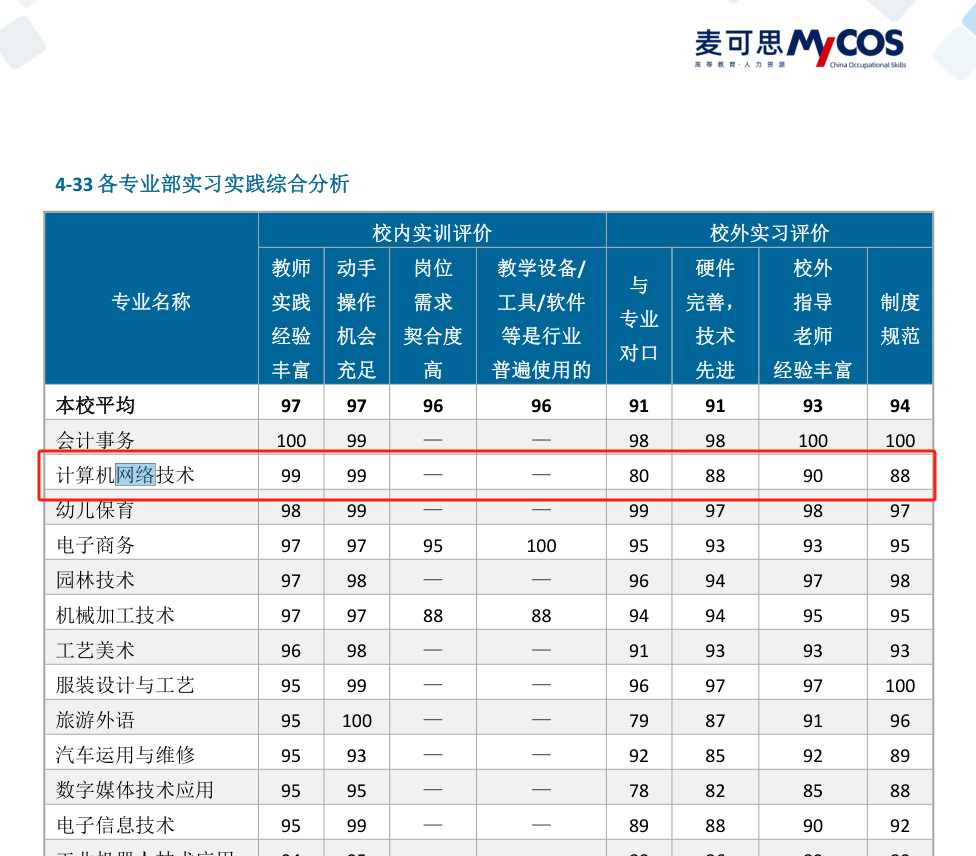 麦可思 MyCOS
高等教育·人力资源 China Occupational Skills
4-33 各专业部实习实践综合分析
专业名称 校内实训评价 校外实习评价
教师实践经验丰富 动手操作机会充足 岗位需求契合度高 教学设备/工具/软件等是行业普遍使用的 与专业对口 硬件完善，技术先进 校外指导老师经验丰富 制度规范
本校平均 97 97 96 96 91 91 93 94
会计事务 100 99 — — 98 98 100 100
计算机网络技术 99 99 — — 80 88 90 88
幼儿保育 98 99 — — 99 97 98 97
电子商务 97 97 95 100 95 93 93 95
园林技术 97 98 — — 96 94 97 98
机械加工技术 97 97 88 88 94 94 95 95
工艺美术 96 98 — — 91 93 93 93
服装设计与工艺 95 99 — — 96 97 97 100
旅游外语 95 100 — — 79 87 91 96
汽车运用与维修 95 93 — — 92 85 92 89
数字媒体技术应用 95 95 — — 78 82 85 88
电子信息技术 95 99 — — 89 88 90 92